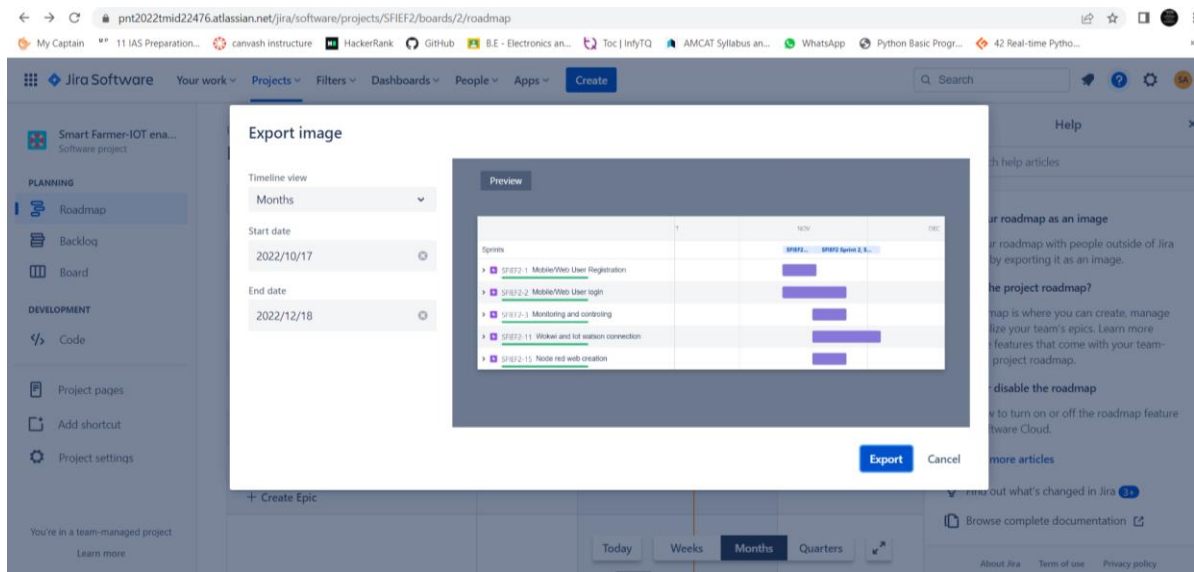 pnt2022tmid22476.atlassian.net/jira/software/projects/SFIEF2/boards/2/roadmap
My Captain
11 IAS Preparation...
canvash instructure
HackerRank
GitHub
B.E - Electronics an...
Toc | InfyTQ
AMCAT Syllabus an...
WhatsApp
Python Basic Progr...
42 Real-time Pytho...
Jira Software
Your work
Projects
Filters
Dashboards
People
Apps
Create
Search
SA
Smart Farmer-IOT ena...
Software project
PLANNING
Roadmap
Backlog
Board
DEVELOPMENT
Code
Project pages
Add shortcut
Project settings
You're in a team-managed project
Learn more
Export image
Timeline view
Months
Start date
2022/10/17
End date
2022/12/18
Preview
NOV
DEC
Sprints
SFIEF2...
SFIEF2 Sprint 2, S...
SFIEF2-1 Mobile/Web User Registration
SFIEF2-2 Mobile/Web User login
SFIEF2-3 Monitoring and controling
SFIEF2-11 Wokwi and Iot watson connection
SFIEF2-15 Node red web creation
Export
Cancel
+ Create Epic
Today
Weeks
Months
Quarters
Help
help articles
roadmap as an image
roadmap with people outside of Jira
by exporting it as an image.
project roadmap?
is where you can create, manage
your team's epics. Learn more
features that come with your team-
project roadmap.
disable the roadmap
to turn on or off the roadmap feature
Cloud.
more articles
Find out what's changed in Jira 3+
Browse complete documentation
About Jira
Term of use
Privacy policy